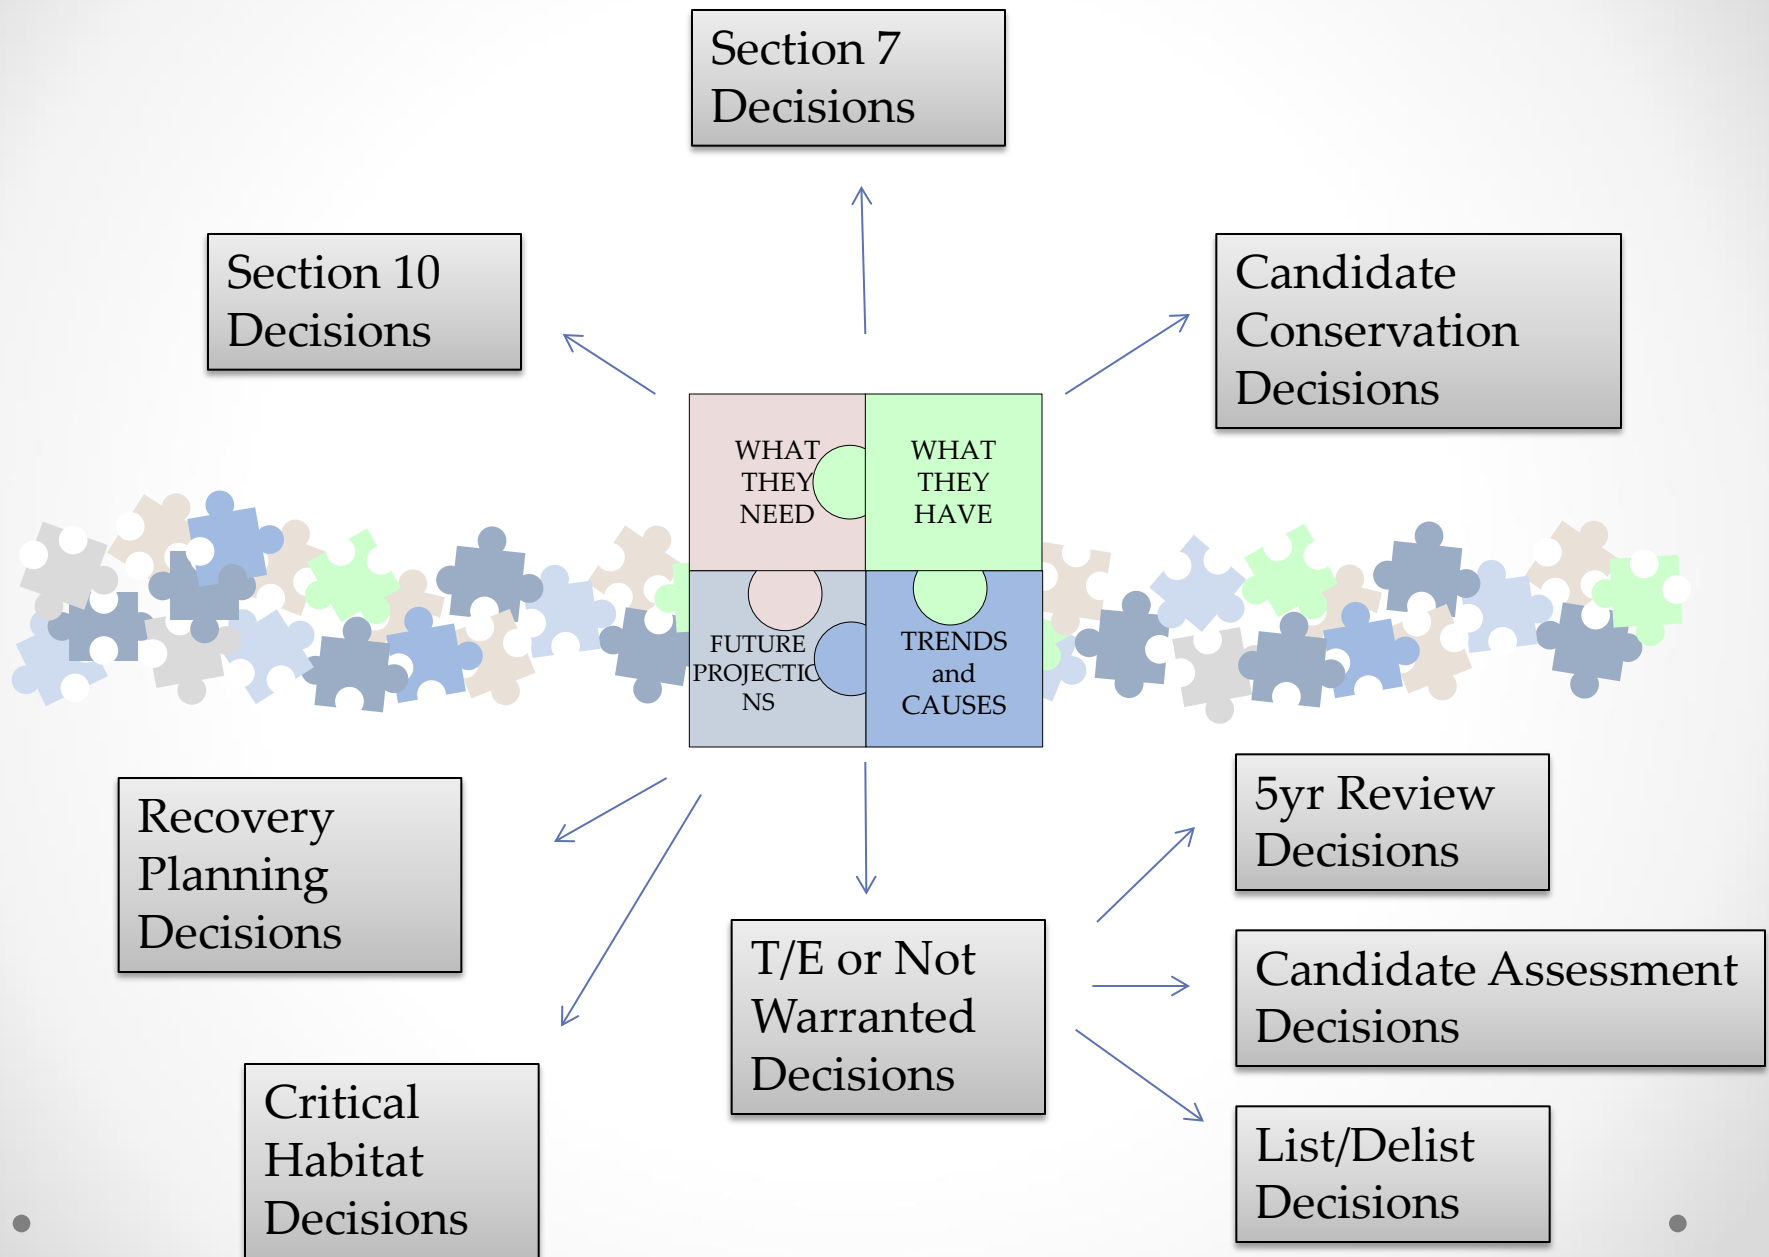 Section 7
Decisions
Section 10
Decisions
Candidate
Conservation
Decisions
WHAT
THEY
NEED
WHAT
THEY
HAVE
FUTURE
PROJECTIO
NS
TRENDS
and
CAUSES
Recovery
Planning
Decisions
5yr Review
Decisions
T/E or Not
Warranted
Decisions
Candidate Assessment
Decisions
Critical
Habitat
Decisions
List/Delist
Decisions